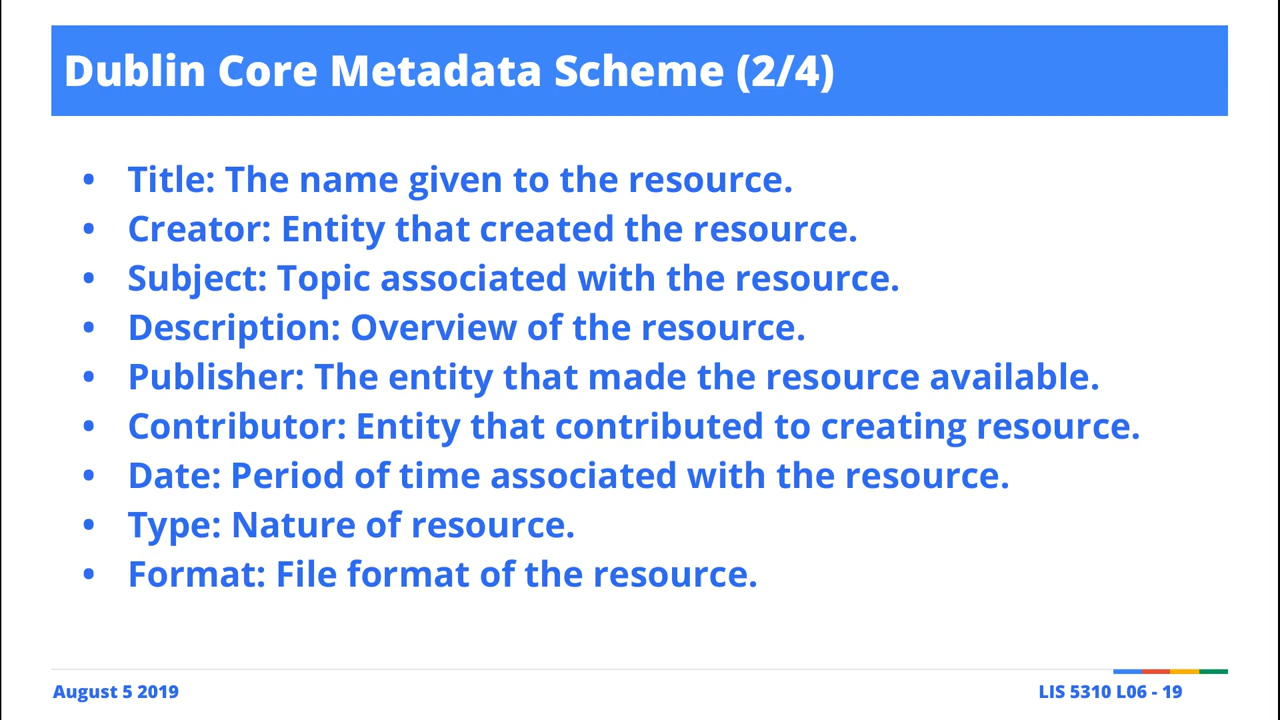 Dublin Core Metadata Scheme (2/4)
• Title: The name given to the resource.
• Creator: Entity that created the resource.
• Subject: Topic associated with the resource.
• Description: Overview of the resource.
• Publisher: The entity that made the resource available.
• Contributor: Entity that contributed to creating resource.
• Date: Period of time associated with the resource.
• Type: Nature of resource.
• Format: File format of the resource.
August 5 2019
LIS 5310 L06 - 19